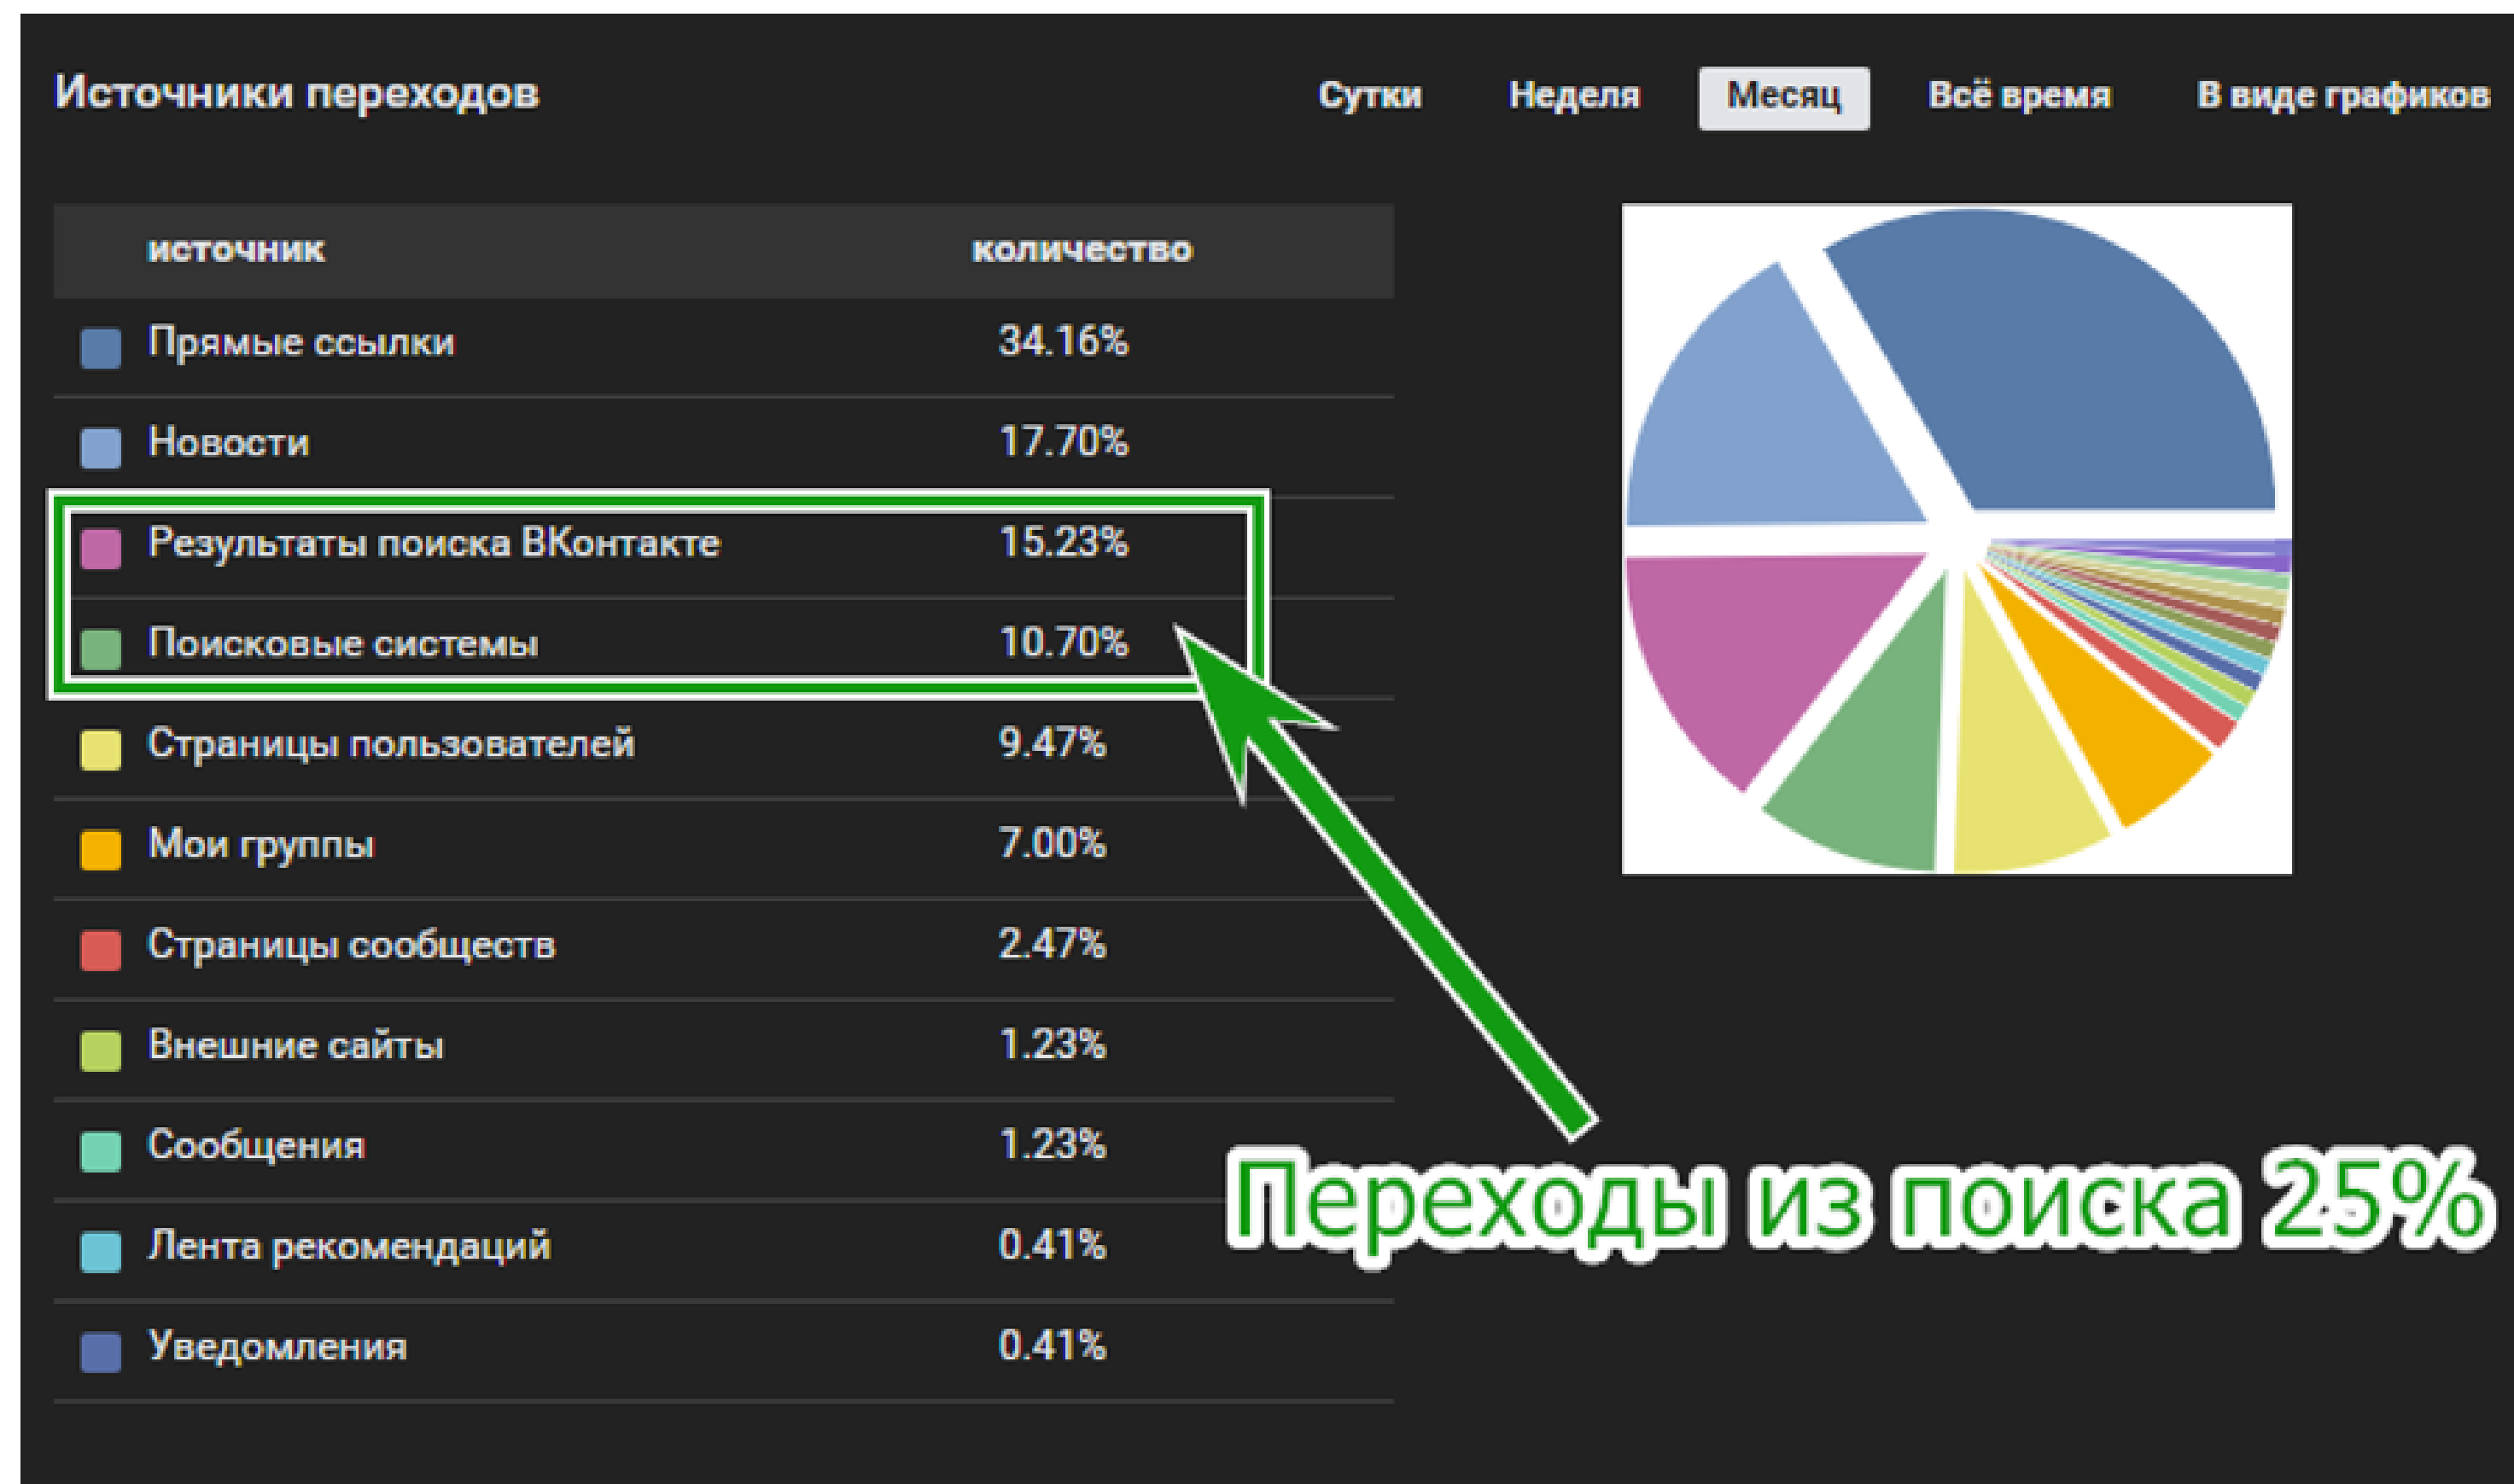 Источники переходов Сутки Неделя Месяц Всё время В виде графиков
источник количество
Прямые ссылки 34.16%
Новости 17.70%
Результаты поиска ВКонтакте 15.23%
Поисковые системы 10.70%
Страницы пользователей 9.47%
Мои группы 7.00%
Страницы сообществ 2.47%
Внешние сайты 1.23%
Сообщения 1.23%
Переходы из поиска 25%
Лента рекомендаций 0.41%
Уведомления 0.41%